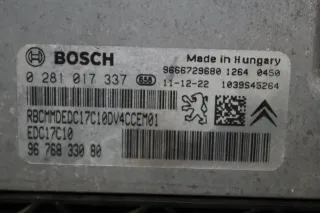 BOSCH
Made in Hungary
0 281 017 337 658
9666729680 1264 0450
11-12-22 1039S45264
RBCMMDEDC17C10DV4CCEM01
EDC17C10
96 768 330 80